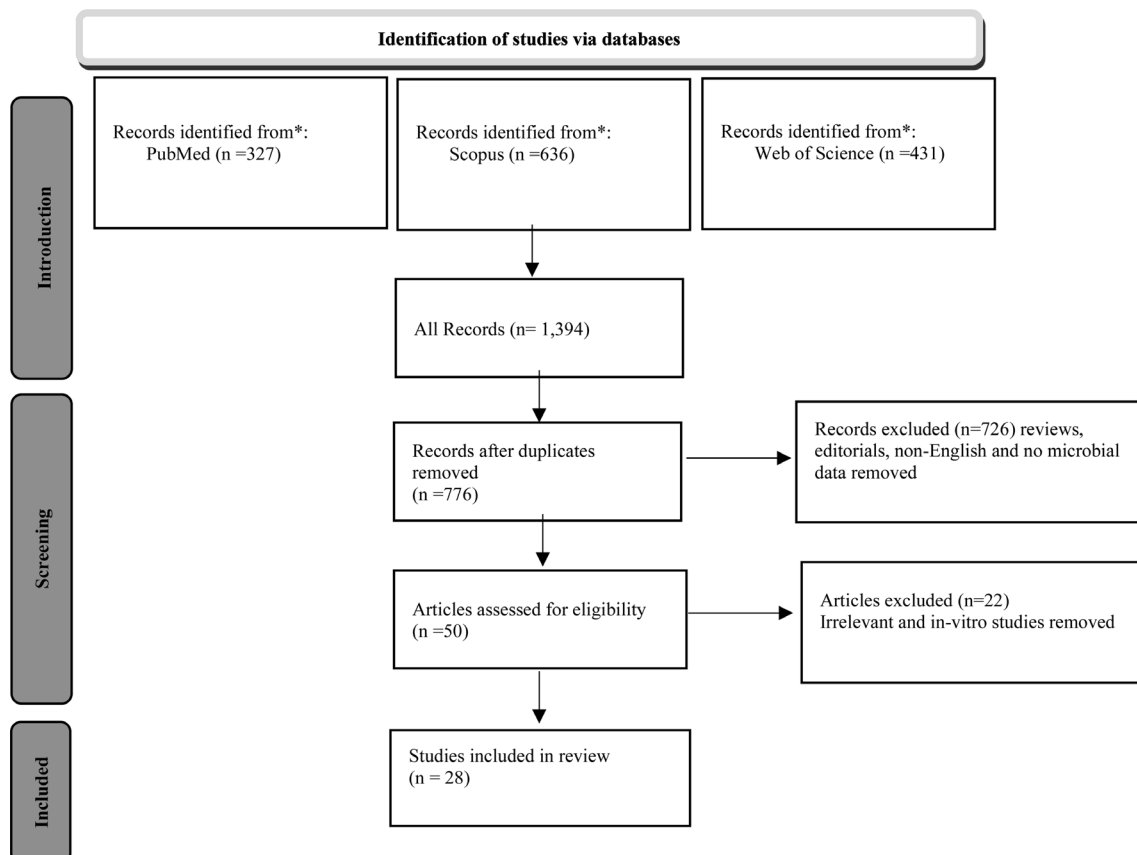 Identification of studies via databases
Introduction
Records identified from*:
PubMed (n =327)
Records identified from*:
Scopus (n =636)
Records identified from*:
Web of Science (n =431)
All Records (n= 1,394)
Screening
Records after duplicates
removed
(n =776)
Records excluded (n=726) reviews,
editorials, non-English and no microbial
data removed
Articles assessed for eligibility
(n =50)
Articles excluded (n=22)
Irrelevant and in-vitro studies removed
Included
Studies included in review
(n = 28)